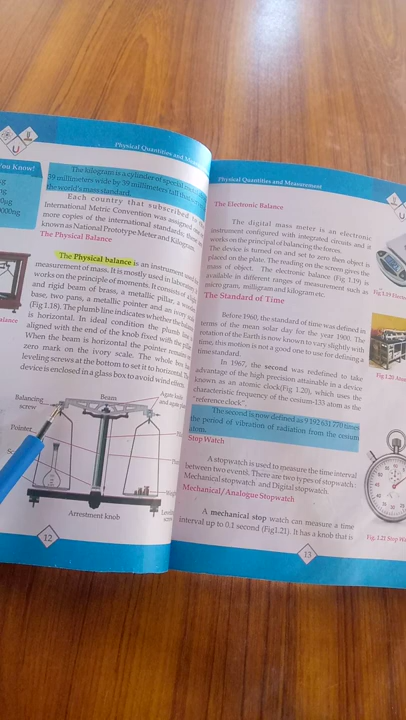 Physical Quantities and Measu
You Know!
The kilogram is a cylinder of special
39 millimeters wide by 39 millimeters tall
the world's mass standard.
Each country that subscribed to
International Metric Convention was assigned
more copies of the international standards,
known as National Prototype Meter and Kilogram.
The Physical Balance
The Physical balance is an instrument used
measurement of mass. It is mostly used in laboratory
works on the principle of moments. It consists of
and rigid beam of brass, a metallic pillar, a
base, two pans, a metallic pointer and an ivory
(Fig 1.18). The plumb line indicates whether the balance
is horizontal. In ideal condition the plumb line
aligned with the end of the knob fixed with the
When the beam is horizontal the pointer remains
zero mark on the ivory scale. The whole box
leveling screws at the bottom to set it to horizontal.
device is enclosed in a glass box to avoid wind effects.
Balancing
screw
Beam
Pointer
Arrestment knob
12
Physical Quantities and Measurement
U
The Electronic Balance
The digital mass meter is an electronic
instrument configured with integrated circuits and it
works on the principle of balancing the forces.
The device is turned on and set to zero then object is
placed on the plate. The reading on the screen gives the
mass of object. The electronic balance (Fig 1.19) is
available in different ranges of measurement such as
micro gram, milligram and kilogram etc.
The Standard of Time
Before 1960, the standard of time was defined in
terms of the mean solar day for the year 1900. The
rotation of the Earth is now known to vary slightly with
time, this motion is not a good one to use for defining a
time standard.
In 1967, the second was redefined to take
advantage of the high precision attainable in a device
known as an atomic clock(Fig 1.20), which uses the
characteristic frequency of the cesium-133 atom as the
"reference clock".
The second is now defined as 9 192 631 770 times
the period of vibration of radiation from the cesium
atom.
Stop Watch
A stopwatch is used to measure the time interval
between two events. There are two types of stopwatch:
Mechanical stopwatch and Digital stopwatch
Mechanical/Analogue Stopwatch
A mechanical stop watch can measure a time
interval up to 0.1 second (Fig1.21). It has a knob that is
Fig 1.19 Elect
Fig 1.20 Atom
Fig. 1.21 Stop Wat
13